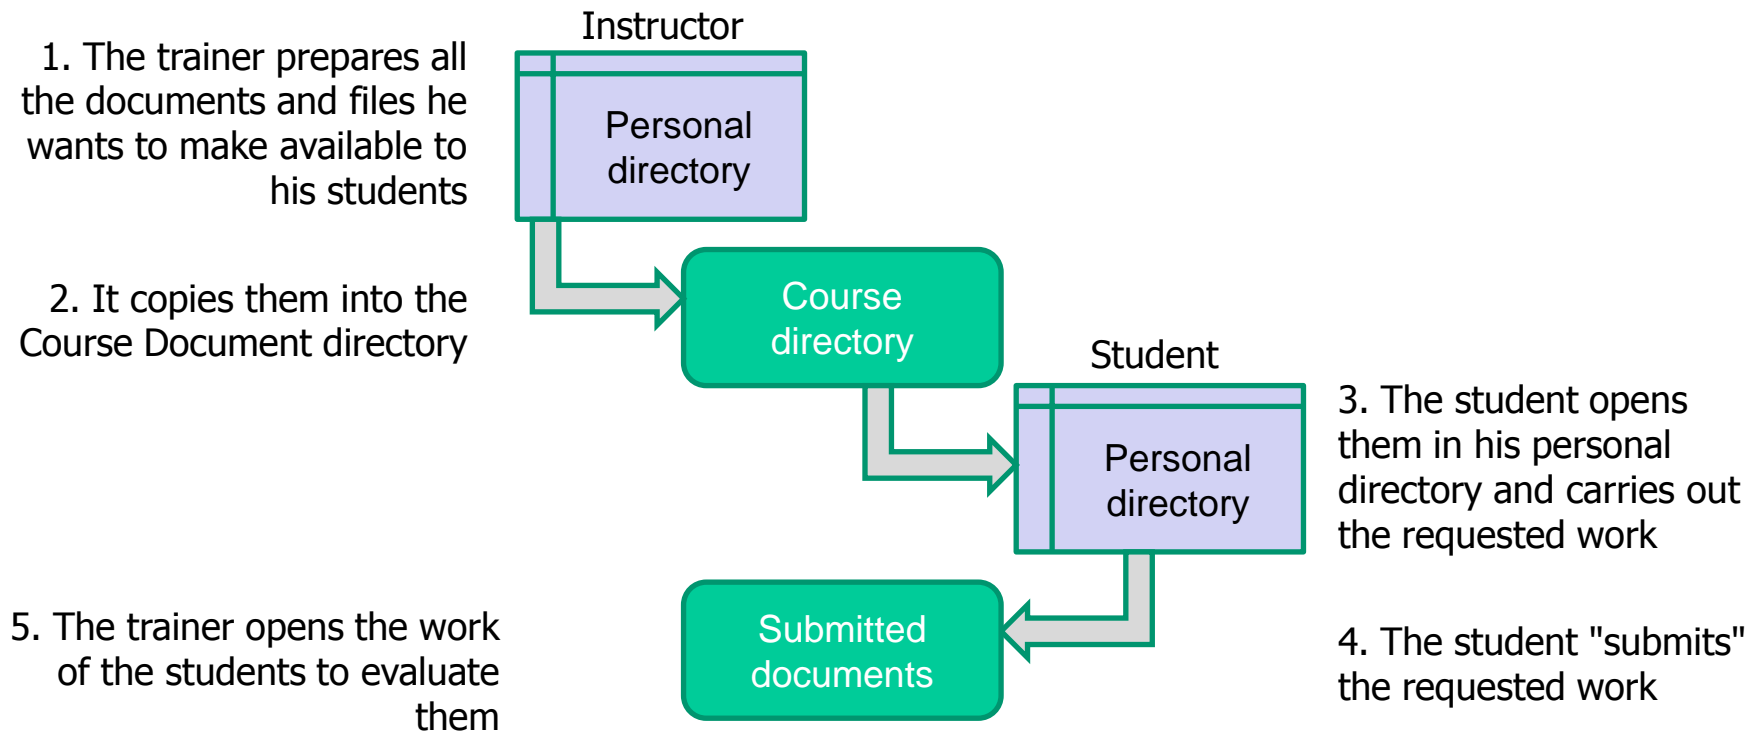 Instructor
1. The trainer prepares all
the documents and files he
wants to make available to
his students
Personal
directory
2. It copies them into the
Course Document directory
Course
directory
Student
Personal
directory
3. The student opens
them in his personal
directory and carries out
the requested work
4. The student "submits"
the requested work
Submitted
documents
5. The trainer opens the work
of the students to evaluate
them